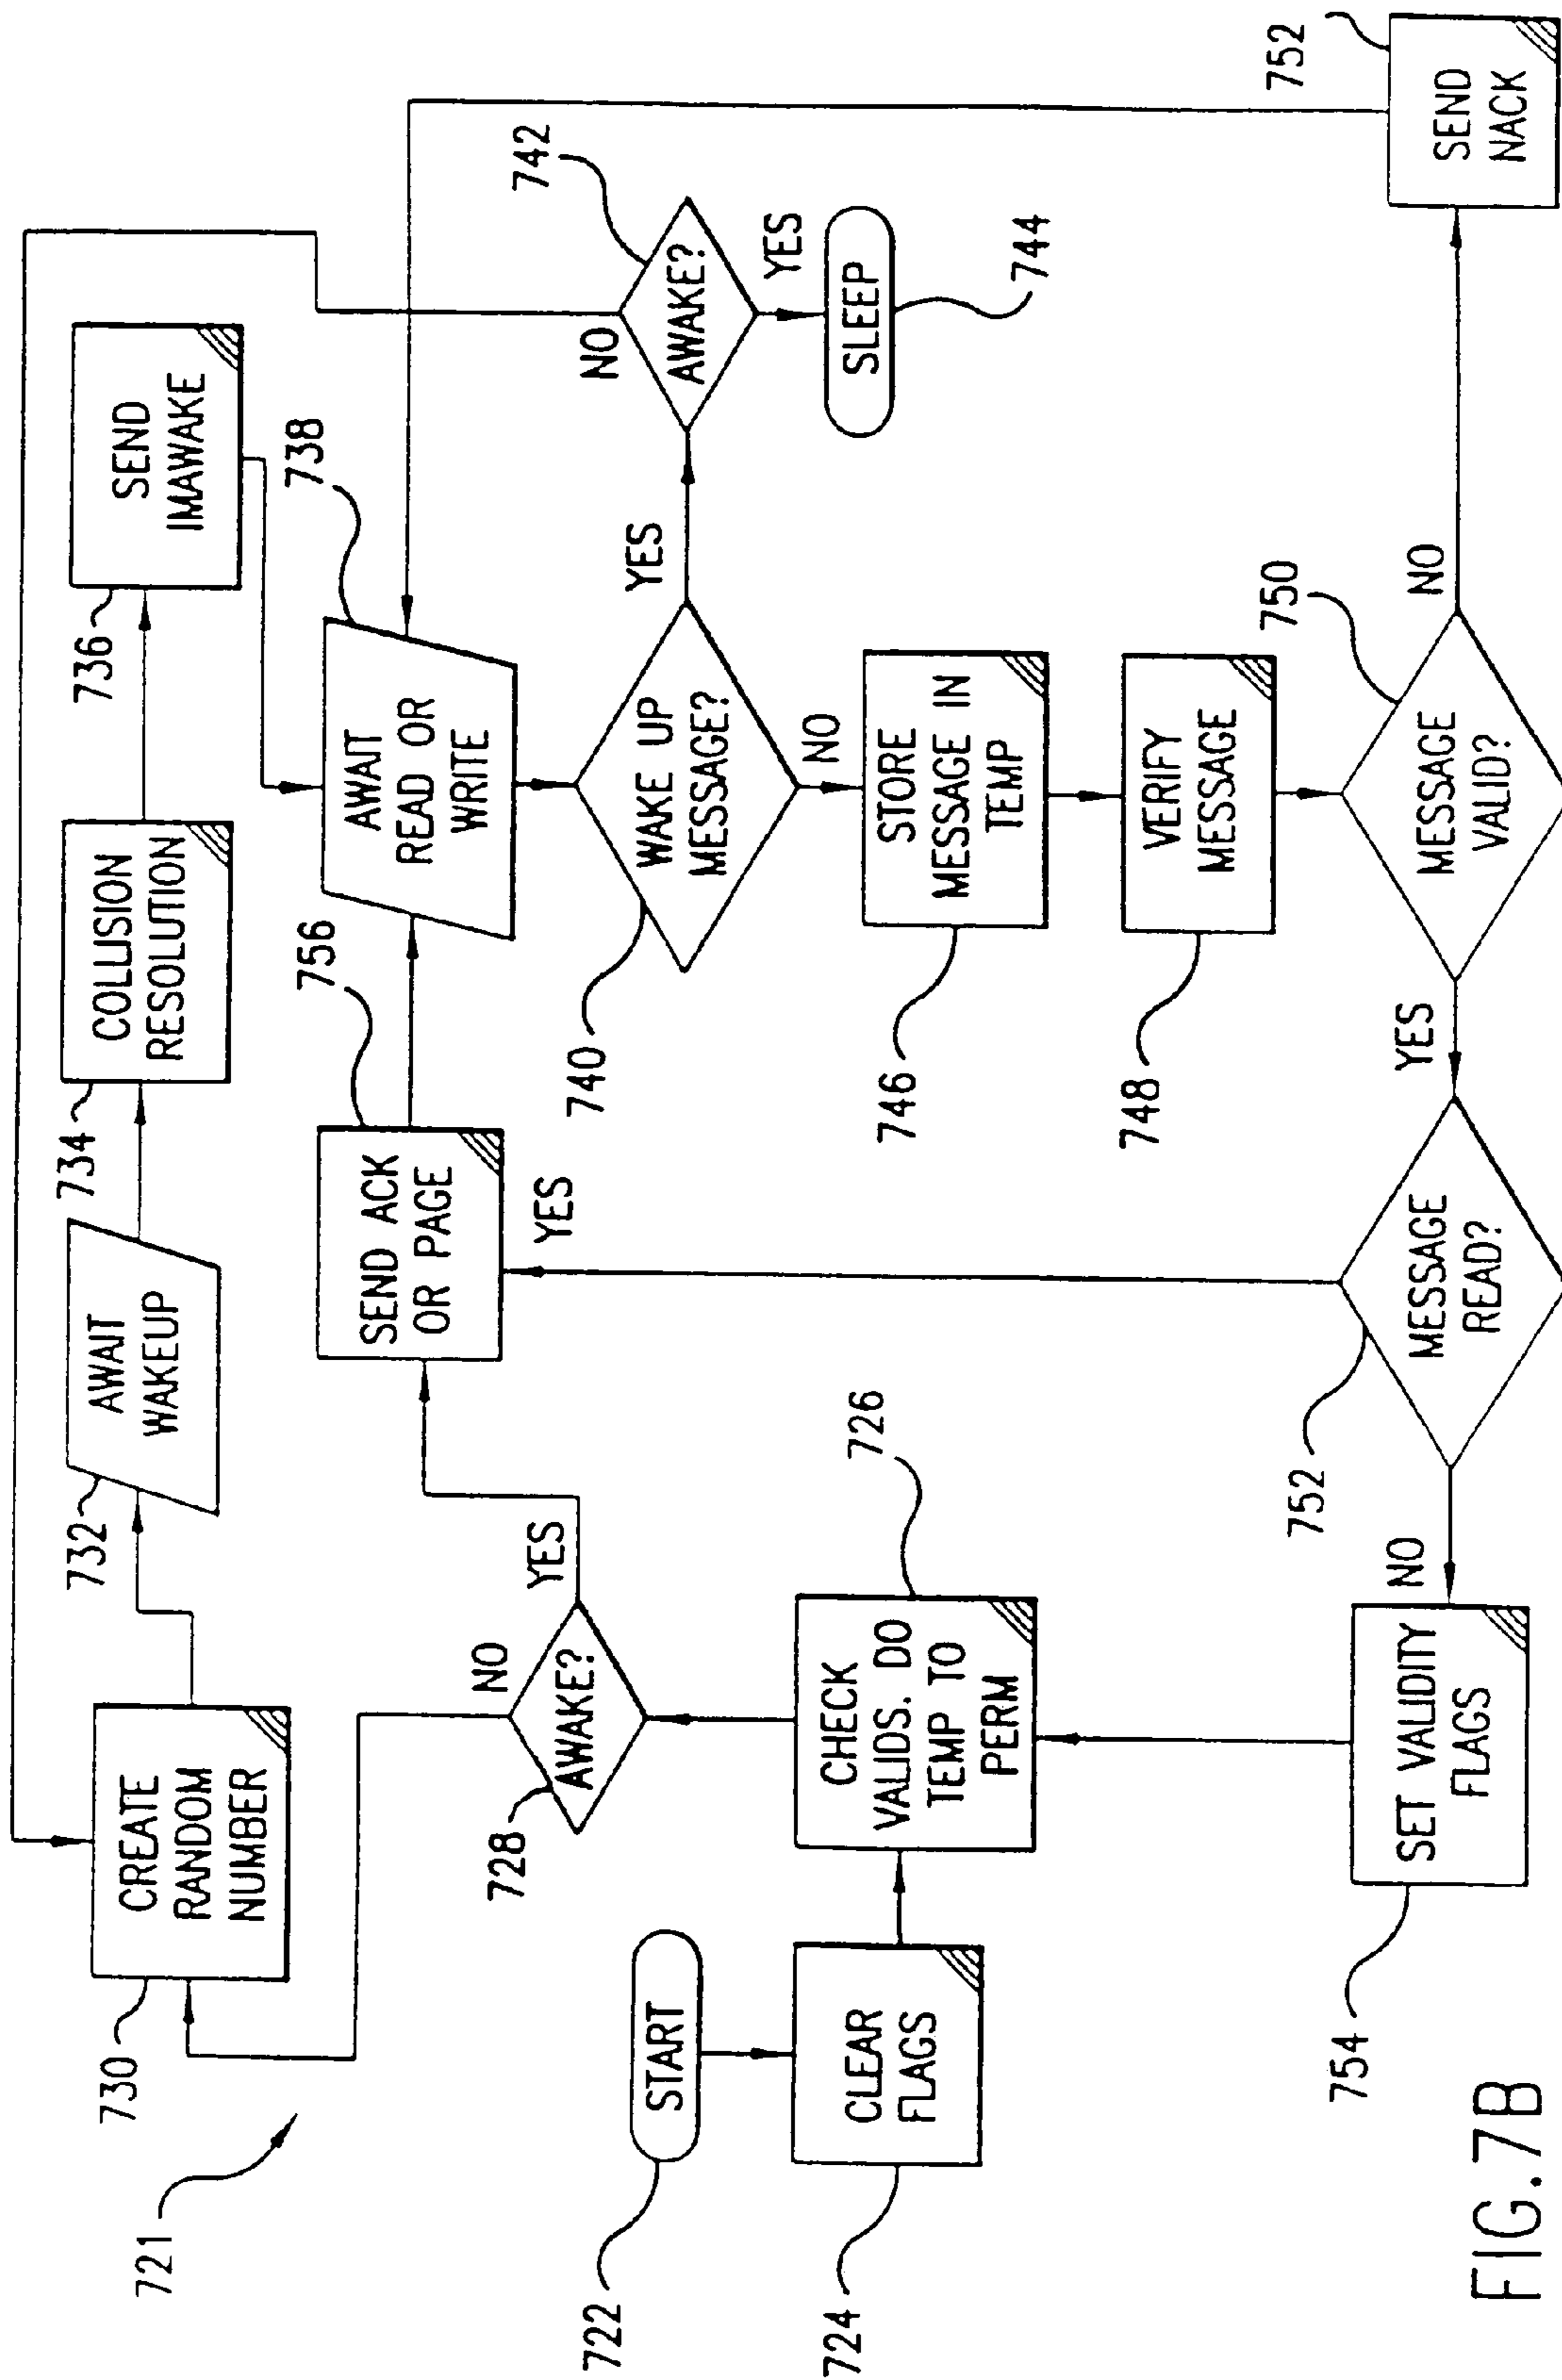 721
730
CREATE
RANDOM
NUMBER
732
AWAIT
WAKEUP
734
COLLISION
RESOLUTION
736
SEND
IMAWAKE
722
START
724
CLEAR
FLAGS
728
AWAKE?
NO
YES
726
CHECK
VALIDS. DO
TEMP TO
PERM
756
SEND ACK
OR PAGE
YES
738
AWAIT
READ OR
WRITE
740
WAKE UP
MESSAGE?
YES
NO
742
AWAKE?
NO
YES
SLEEP
744
746
STORE
MESSAGE IN
TEMP
748
VERIFY
MESSAGE
754
SET VALIDITY
FLAGS
NO
752
MESSAGE
READ?
YES
750
MESSAGE
VALID?
NO
752
SEND
NACK
FIG.7B